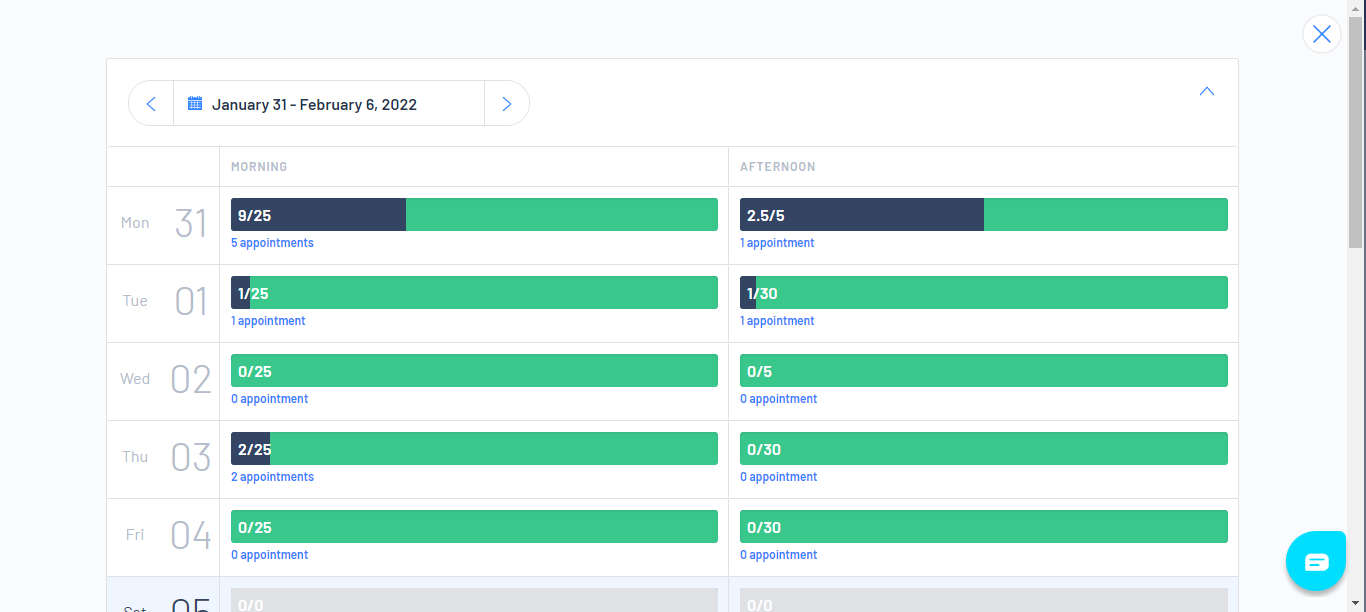 January 31 - February 6, 2022
MORNING AFTERNOON
Mon 31 9/25 2.5/5
5 appointments 1 appointment
Tue 01 1/25 1/30
1 appointment 1 appointment
Wed 02 0/25 0/5
0 appointment 0 appointment
Thu 03 2/25 0/30
2 appointments 0 appointment
Fri 04 0/25 0/30
0 appointment 0 appointment
Sat 05 0/0 0/0